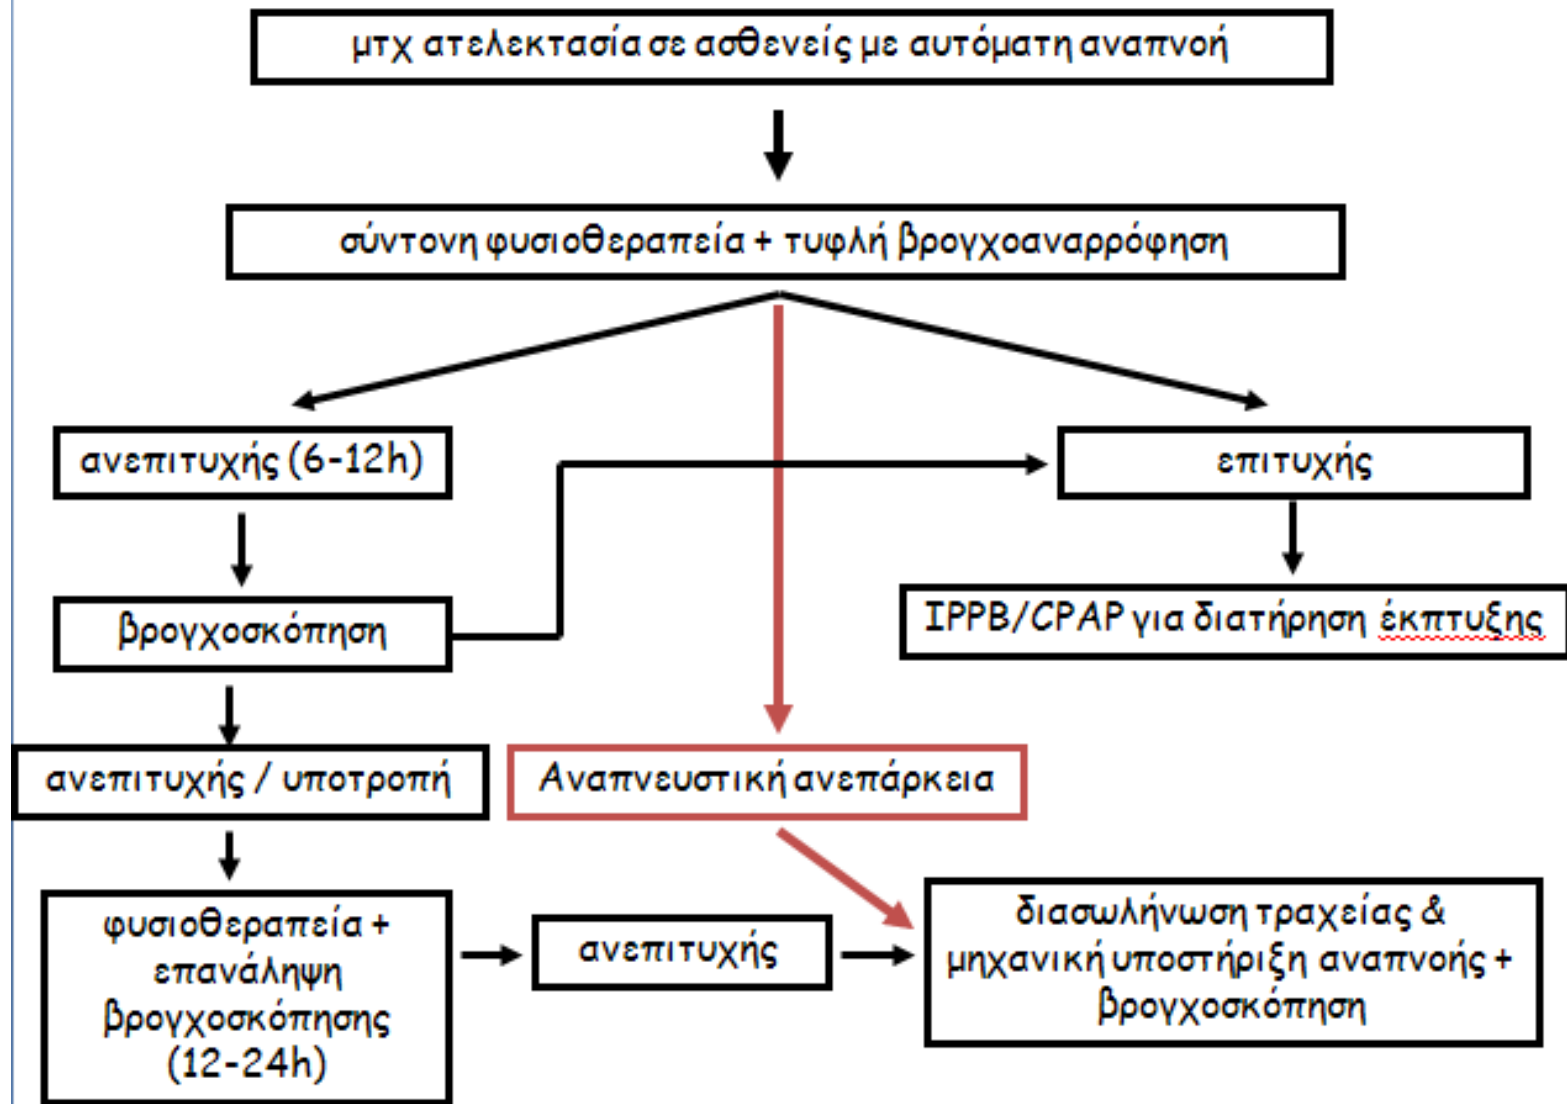 μτχ ατελεκτασία σε ασθενείς με αυτόματη αναπνοή
σύντονη φυσιοθεραπεία + τυφλή βρογχοαναρρόφηση
ανεπιτυχής (6-12h)
επιτυχής
βρογχοσκόπηση
IPPB/CPAP για διατήρηση έκπτυξης
ανεπιτυχής / υποτροπή
Αναπνευστική ανεπάρκεια
φυσιοθεραπεία +
επανάληψη
βρογχοσκόπησης
(12-24h)
ανεπιτυχής
διασωλήνωση τραχείας &
μηχανική υποστήριξη αναπνοής +
βρογχοσκόπηση